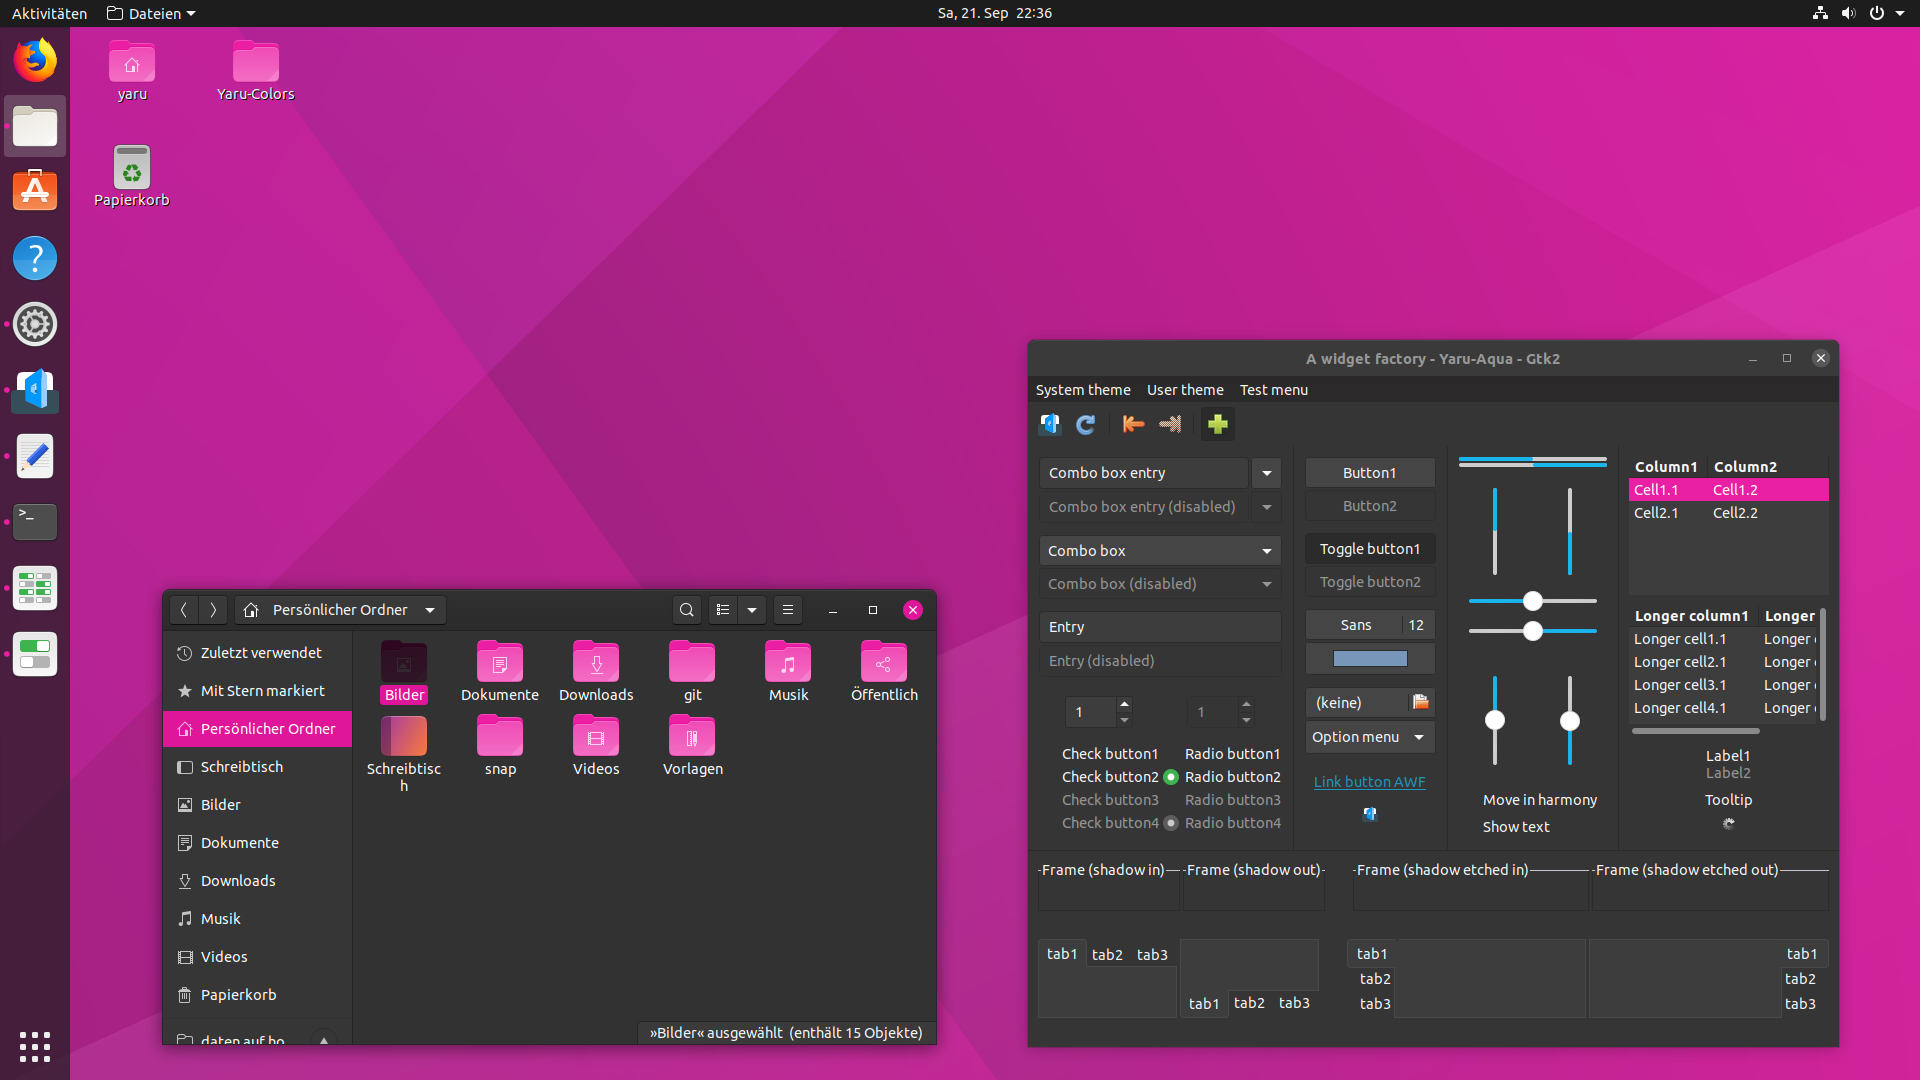 Aktivitäten
Dateien
Sa, 21. Sep 22:36
yaru
Yaru-Colors
Papierkorb
Persönlicher Ordner
Zuletzt verwendet
Mit Stern markiert
Persönlicher Ordner
Schreibtisch
Bilder
Dokumente
Downloads
Musik
Videos
Papierkorb
Bilder
Dokumente
Downloads
git
Musik
Öffentlich
Schreibtisc
h
snap
Videos
Vorlagen
»Bilder« ausgewählt (enthält 15 Objekte)
A widget factory - Yaru-Aqua - Gtk2
System theme User theme Test menu
Combo box entry
Combo box entry (disabled)
Combo box
Combo box (disabled)
Entry
Entry (disabled)
1
1
Check button1 Radio button1
Check button2 Radio button2
Check button3 Radio button3
Check button4 Radio button4
Button1
Button2
Toggle button1
Toggle button2
Sans 12
(keine)
Option menu
Link button AWF
Move in harmony
Show text
Column1 Column2
Cell1.1 Cell1.2
Cell2.1 Cell2.2
Longer column1 Longer
Longer cell1.1 Longer
Longer cell2.1 Longer
Longer cell3.1 Longer
Longer cell4.1 Longer
Label1
Label2
Tooltip
Frame (shadow in)
Frame (shadow out)
Frame (shadow etched in)
Frame (shadow etched out)
tab1 tab2 tab3
tab1 tab2 tab3
tab1
tab2
tab3
tab1
tab2
tab3